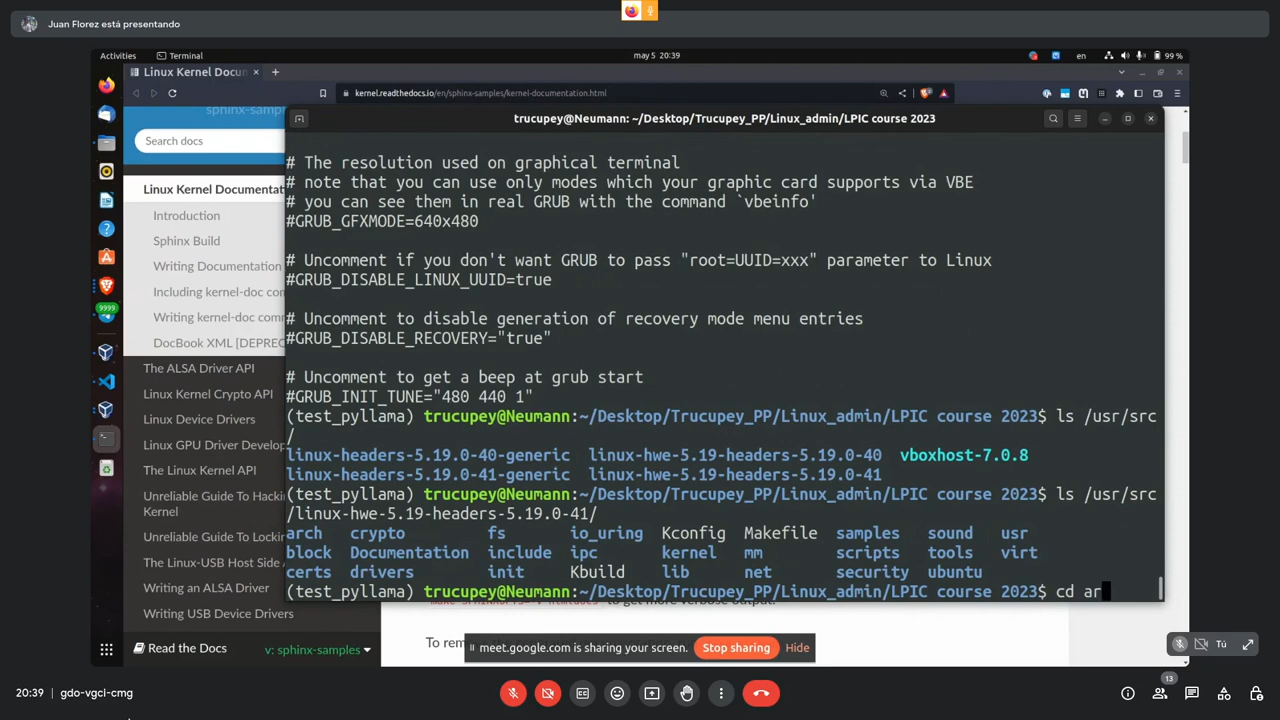 Juan Florez está presentando
Activities
Terminal
may 5 20:39
en
99 %
Linux Kernel Docum
kernel.readthedocs.io/en/sphinx-samples/kernel-documentation.html
sphinx-samples
Search docs
Linux Kernel Documentat
Introduction
Sphinx Build
Writing Documentation
Including kernel-doc com
Writing kernel-doc comm
DocBook XML [DEPREC
The ALSA Driver API
Linux Kernel Crypto API
Linux Device Drivers
Linux GPU Driver Develop
The Linux Kernel API
Unreliable Guide To Hackin
Kernel
Unreliable Guide To Lockin
The Linux-USB Host Side A
Writing an ALSA Driver
Writing USB Device Drivers
Read the Docs
v: sphinx-samples
trucupey@Neumann: ~/Desktop/Trucupey_PP/Linux_admin/LPIC course 2023
# The resolution used on graphical terminal
# note that you can use only modes which your graphic card supports via VBE
# you can see them in real GRUB with the command `vbeinfo'
#GRUB_GFXMODE=640x480
# Uncomment if you don't want GRUB to pass "root=UUID=xxx" parameter to Linux
#GRUB_DISABLE_LINUX_UUID=true
# Uncomment to disable generation of recovery mode menu entries
#GRUB_DISABLE_RECOVERY="true"
# Uncomment to get a beep at grub start
#GRUB_INIT_TUNE="480 440 1"
(test_pyllama) trucupey@Neumann:~/Desktop/Trucupey_PP/Linux_admin/LPIC course 2023$ ls /usr/src
/
linux-headers-5.19.0-40-generic linux-hwe-5.19-headers-5.19.0-40 vboxhost-7.0.8
linux-headers-5.19.0-41-generic linux-hwe-5.19-headers-5.19.0-41
(test_pyllama) trucupey@Neumann:~/Desktop/Trucupey_PP/Linux_admin/LPIC course 2023$ ls /usr/src
/linux-hwe-5.19-headers-5.19.0-41/
arch crypto fs io_uring Kconfig Makefile samples sound usr
block Documentation include ipc kernel mm scripts tools virt
certs drivers init Kbuild lib net security ubuntu
(test_pyllama) trucupey@Neumann:~/Desktop/Trucupey_PP/Linux_admin/LPIC course 2023$ cd ar
to get more verbose output.
To rem
meet.google.com is sharing your screen.
Stop sharing
Hide
9999
Tú
20:39
gdo-vgci-cmg
13